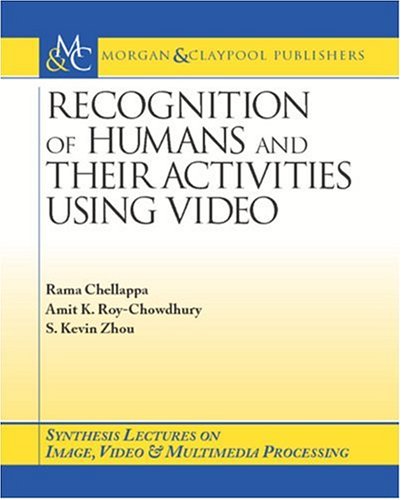 M&C MORGAN & CLAYPOOL PUBLISHERS
RECOGNITION
OF HUMANS AND
THEIR ACTIVITIES
USING VIDEO
Rama Chellappa
Amit K. Roy-Chowdhury
S. Kevin Zhou
SYNTHESIS LECTURES ON
IMAGE, VIDEO & MULTIMEDIA PROCESSING